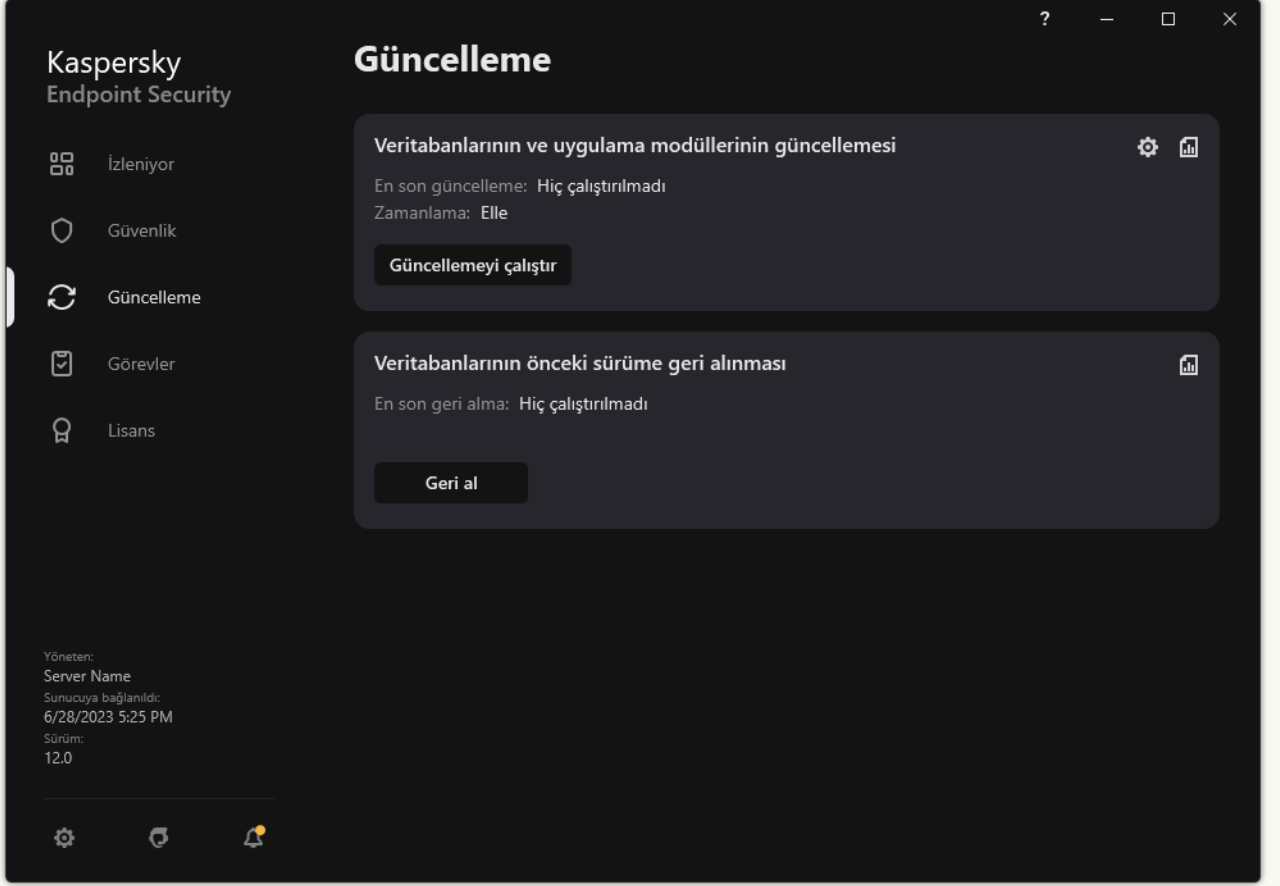 ?
Kaspersky
Endpoint Security
İzleniyor
Güvenlik
Güncelleme
Görevler
Lisans
Yöneten:
Server Name
Sunucuya bağlanıldı:
6/28/2023 5:25 PM
Sürüm:
12.0
Güncelleme
Veritabanlarının ve uygulama modüllerinin güncellemesi
En son güncelleme: Hiç çalıştırılmadı
Zamanlama: Elle
Güncellemeyi çalıştır
Veritabanlarının önceki sürüme geri alınması
En son geri alma: Hiç çalıştırılmadı
Geri al